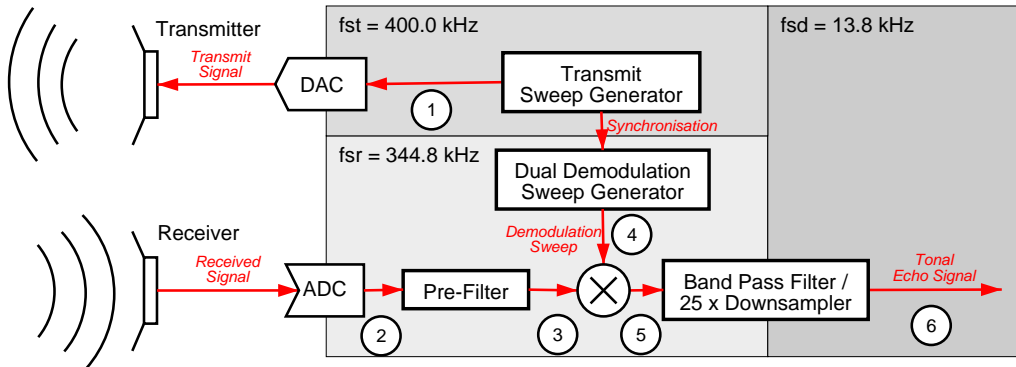 fst = 400.0 kHz
fsd = 13.8 kHz
Transmitter
Transmit
Signal
DAC
Transmit
Sweep Generator
1
Synchronisation
fsr = 344.8 kHz
Dual Demodulation
Sweep Generator
Receiver
Demodulation
Sweep
4
Received
Signal
ADC
Pre-Filter
Band Pass Filter /
25 x Downsampler
Tonal
Echo Signal
2
3
5
6